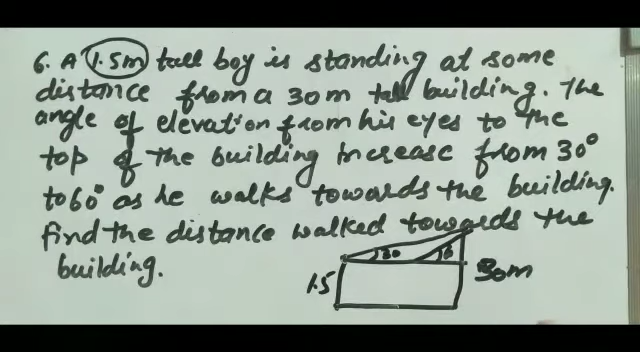 6. A 1.5m tall boy is standing at some
distance from a 30m tall building. The
angle of elevation from his eyes to the
top of the building increase from 30°
to 60° as he walks towards the building.
find the distance walked towards the
building.
30
1.5
30m